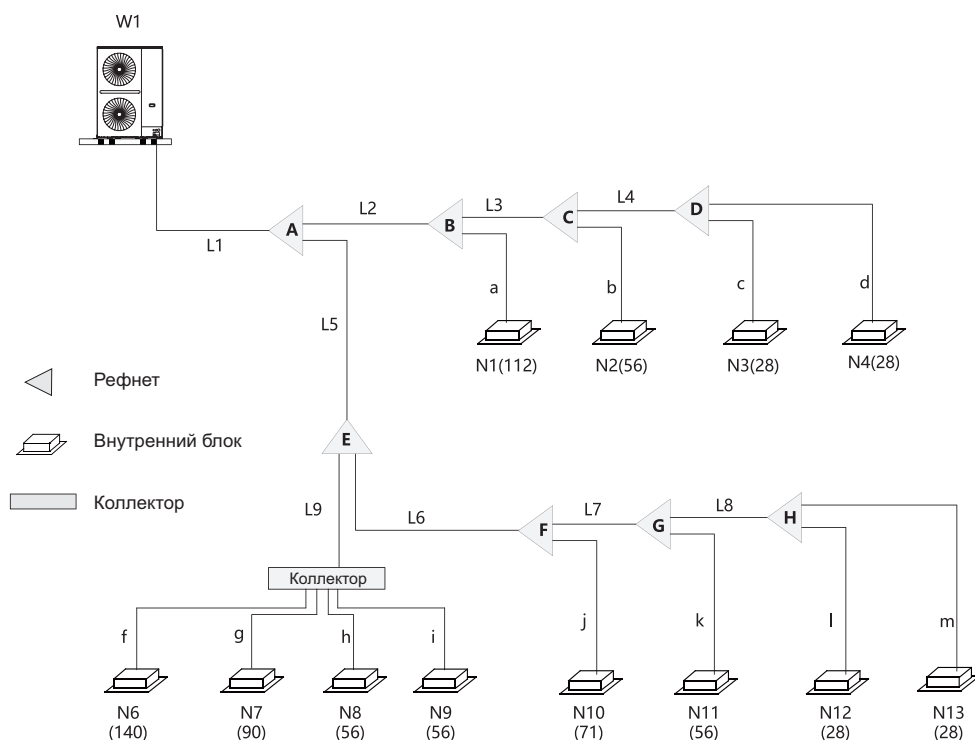 W1
L1
L2
L3
L4
A
B
C
D
a
b
c
d
L5
N1(112)
N2(56)
N3(28)
N4(28)
Рефнет
Внутренний блок
Коллектор
E
L9
L6
L7
L8
F
G
H
Коллектор
f
g
h
i
j
k
l
m
N6
(140)
N7
(90)
N8
(56)
N9
(56)
N10
(71)
N11
(56)
N12
(28)
N13
(28)